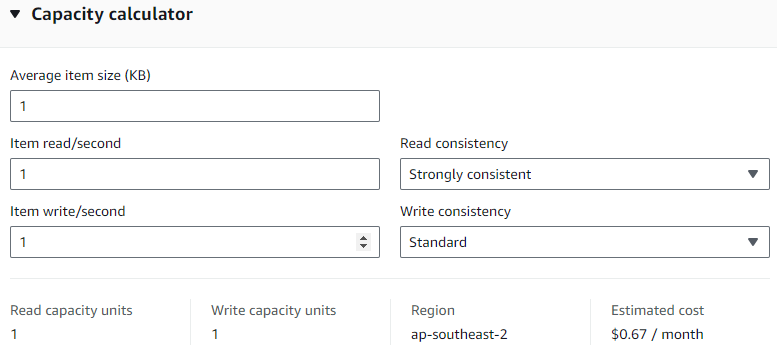 Capacity calculator
Average item size (KB)
1
Item read/second
Read consistency
1
Strongly consistent
Item write/second
Write consistency
1
Standard
Read capacity units
Write capacity units
Region
Estimated cost
1
1
ap-southeast-2
$0.67 / month